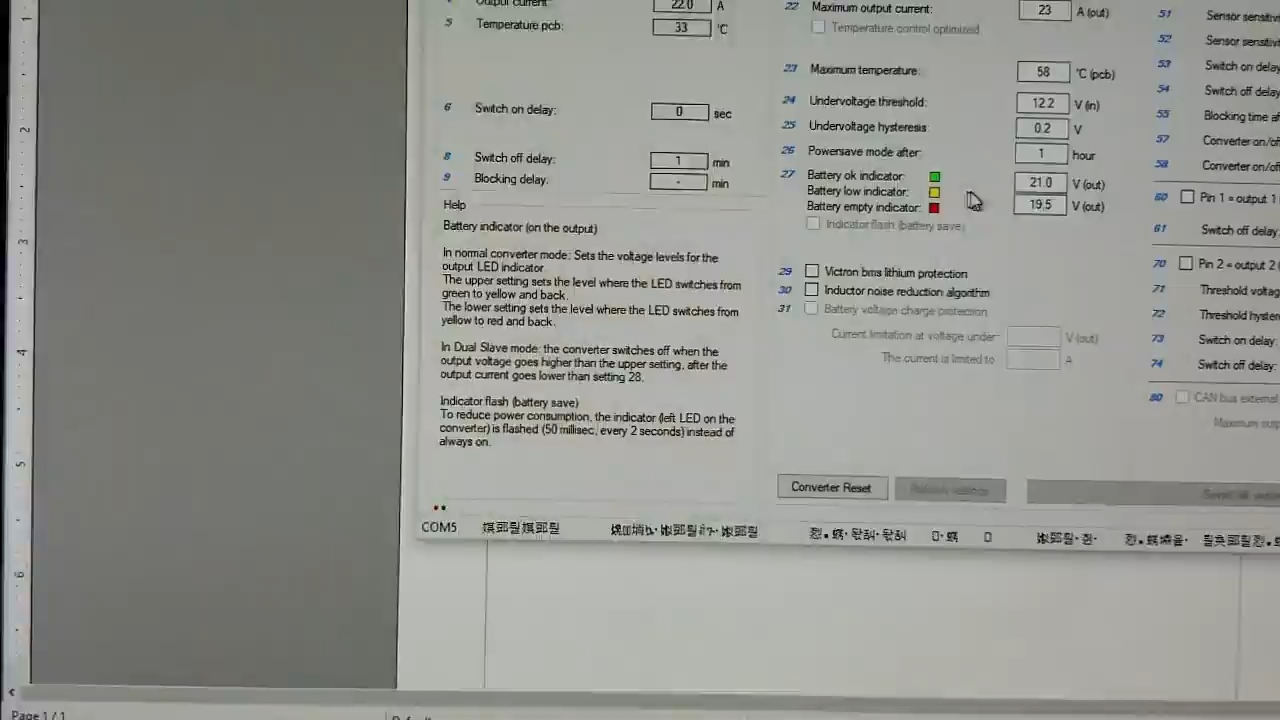 Output current:
22.0 A
5 Temperature pcb: 33 °C
6 Switch on delay: 0 sec
8 Switch off delay: 1 min
9 Blocking delay: - min
Help
Battery indicator (on the output)
In normal converter mode: Sets the voltage levels for the
output LED indicator
The upper setting sets the level where the LED switches from
green to yellow and back.
The lower setting sets the level where the LED switches from
yellow to red and back.
In Dual Slave mode: the converter switches off when the
output voltage goes higher than the upper setting, after the
output current goes lower than setting 28.
Indicator flash (battery save)
To reduce power consumption, the indicator (left LED on the
converter) is flashed (50 millisec, every 2 seconds) instead of
always on.
COM5
22 Maximum output current: 23 A (out)
Temperature control optimized
23 Maximum temperature: 58 °C (pcb)
24 Undervoltage threshold: 12.2 V (in)
25 Undervoltage hysteresis 0.2 V
26 Powersave mode after: 1 hour
27 Battery ok indicator:
21.0 V (out)
Battery low indicator:
Battery empty indicator: 19.5 V (out)
Indicator flash (battery save)
29 Victron bms lithium protection
30 Inductor noise reduction algorithm
31 Battery voltage charge protection
Current limitation at voltage under V (out)
The current is limited to A
Converter Reset
51 Sensor
52 Sensor
53 Switch on delay
54 Switch off delay
55 Blocking time
57 Converter
58 Converter
60 Pin 1 = output 1
61 Switch off delay
70 Pin 2 = output 2
71 Threshold
72 Threshold
73 Switch on delay:
74 Switch off delay:
80 CAN bus external
Maximum
1
2
3
4
5
6
Page 1 / 1